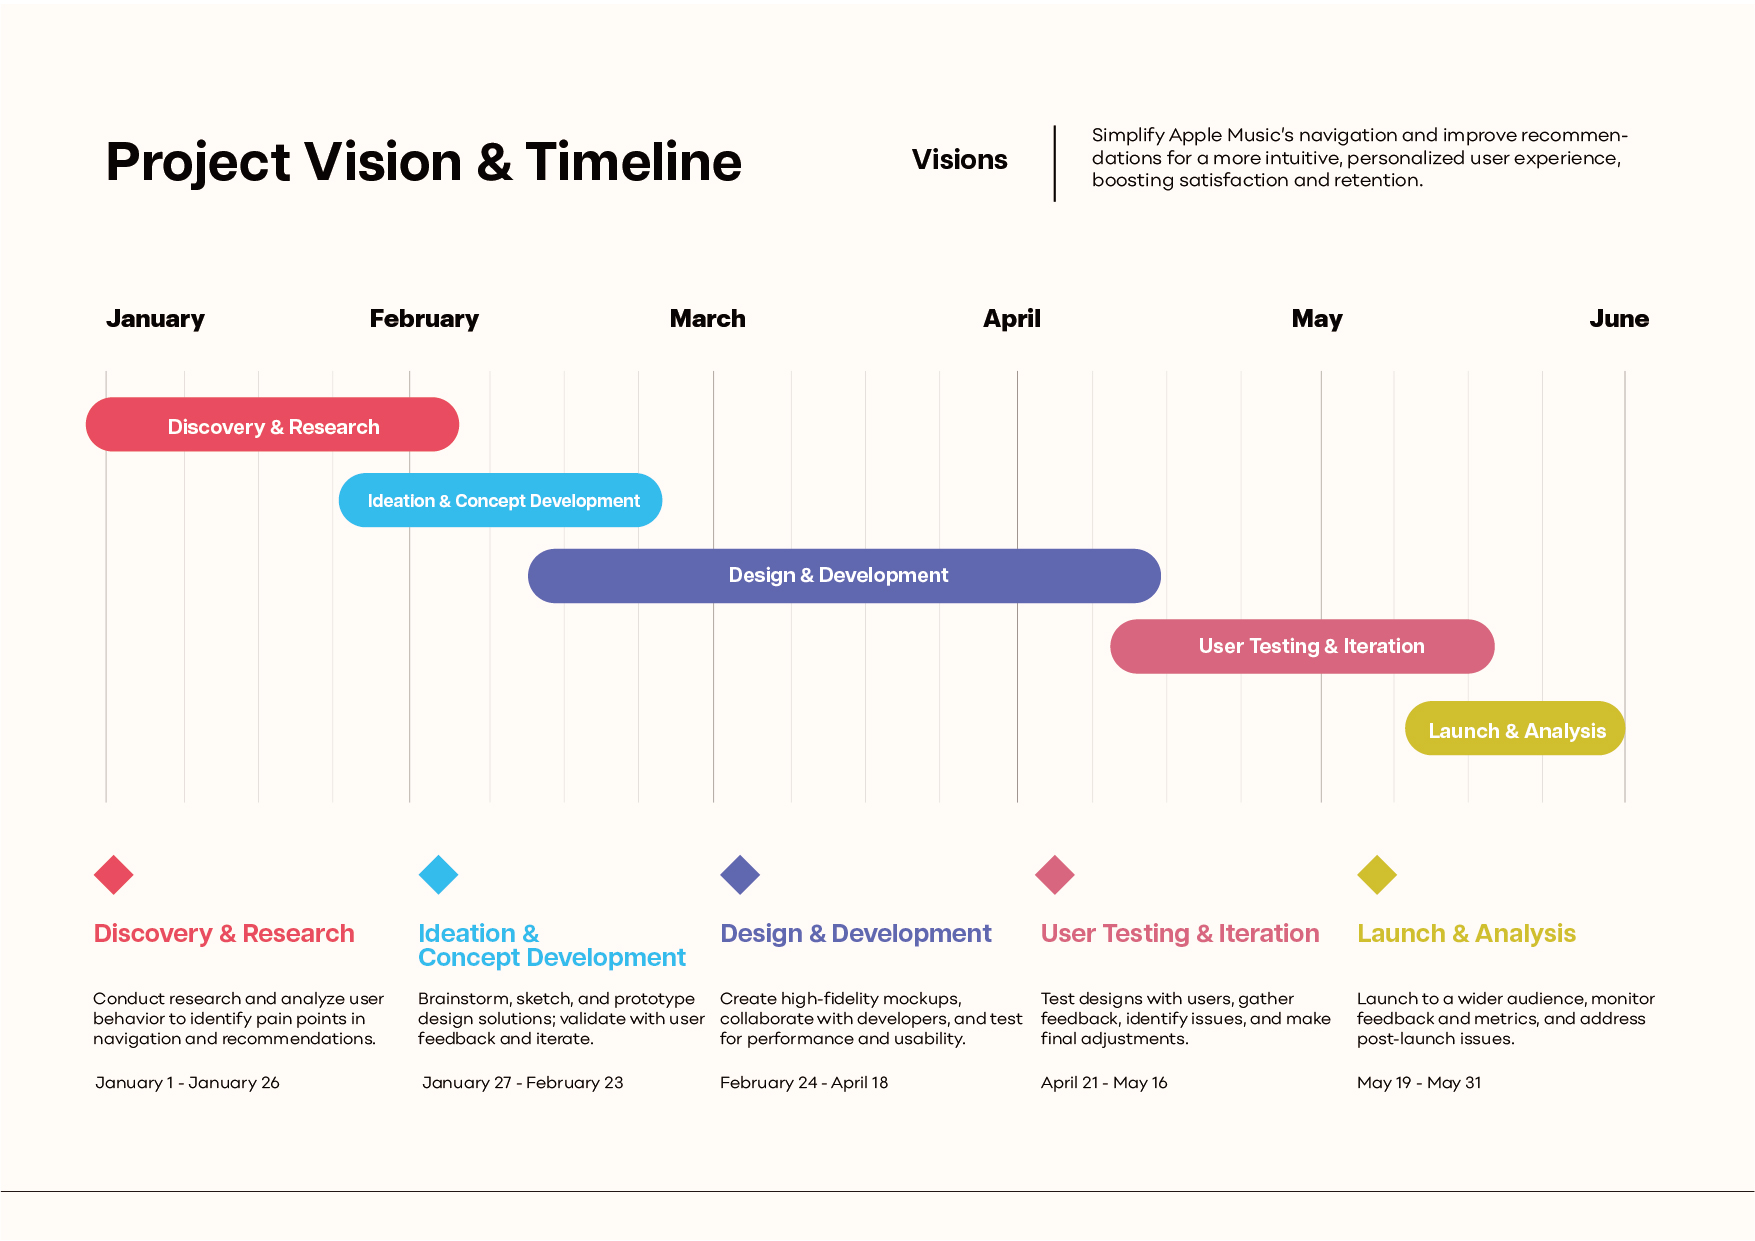 Project Vision & Timeline
Visions
Simplify Apple Music's navigation and improve recommen-
dations for a more intuitive, personalized user experience,
boosting satisfaction and retention.
January
February
March
April
May
June
Discovery & Research
Ideation & Concept Development
Design & Development
User Testing & Iteration
Launch & Analysis
Discovery & Research
Conduct research and analyze user
behavior to identify pain points in
navigation and recommendations.
January 1 - January 26
Ideation &
Concept Development
Brainstorm, sketch, and prototype
design solutions; validate with user
feedback and iterate.
January 27 - February 23
Design & Development
Create high-fidelity mockups,
collaborate with developers, and test
for performance and usability.
February 24 - April 18
User Testing & Iteration
Test designs with users, gather
feedback, identify issues, and make
final adjustments.
April 21 - May 16
Launch & Analysis
Launch to a wider audience, monitor
feedback and metrics, and address
post-launch issues.
May 19 - May 31